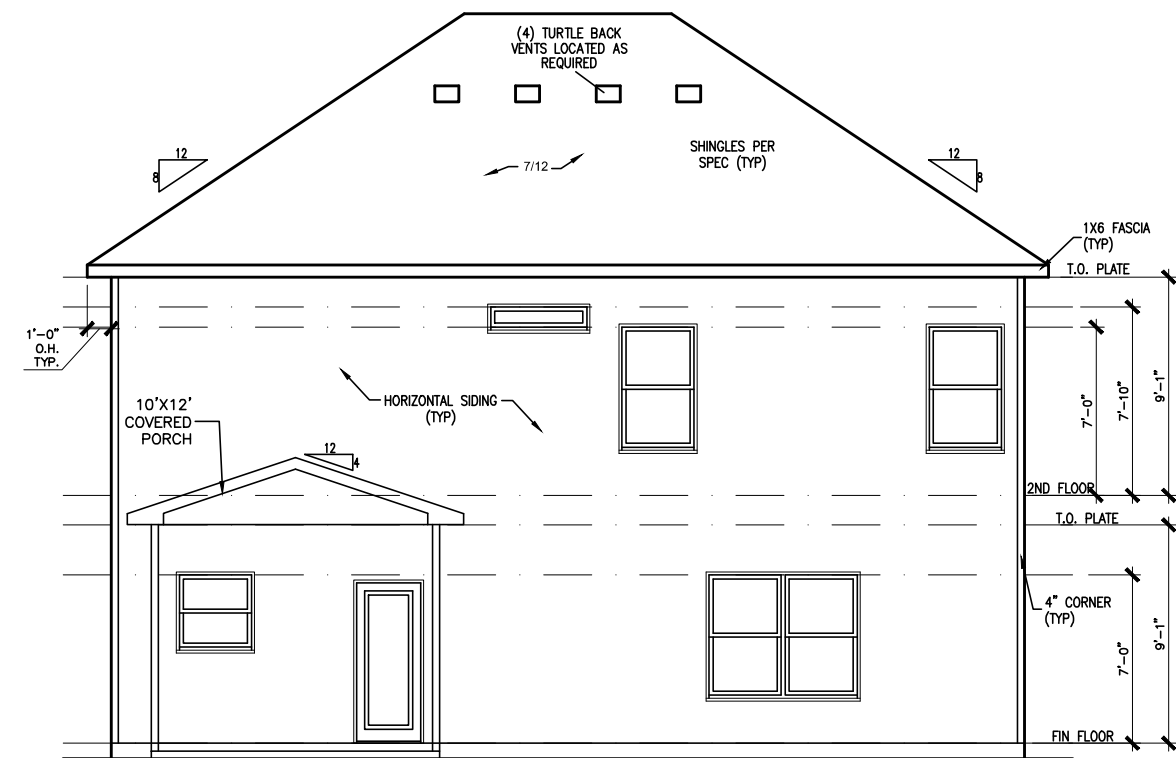 (4) TURTLE BACK
VENTS LOCATED AS
REQUIRED
12
8
7/12
SHINGLES PER
SPEC (TYP)
12
8
1X6 FASCIA
(TYP)
T.O. PLATE
1'-0"
O.H.
TYP.
10'X12'
COVERED
PORCH
HORIZONTAL SIDING
(TYP)
12
4
7'-0"
7'-10"
9'-1"
2ND FLOOR
T.O. PLATE
4" CORNER
(TYP)
7'-0"
9'-1"
FIN FLOOR